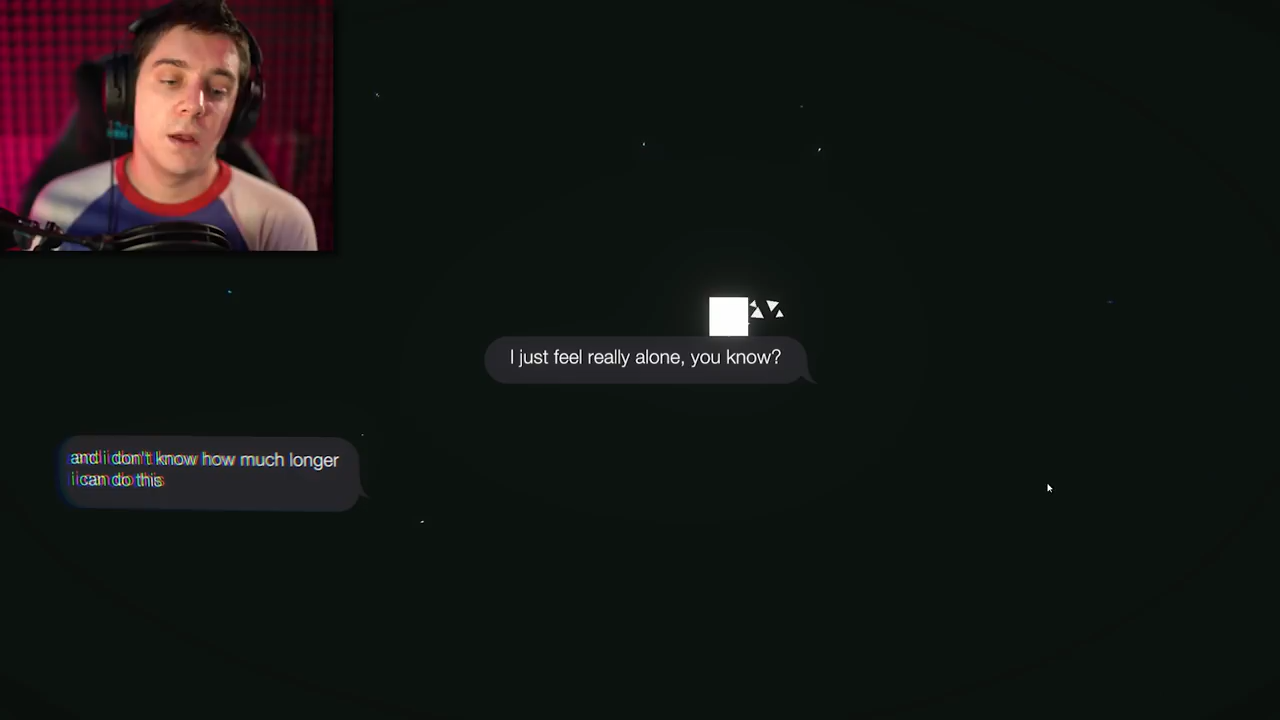 I just feel really alone, you know?
and i don't know how much longer
i can do this